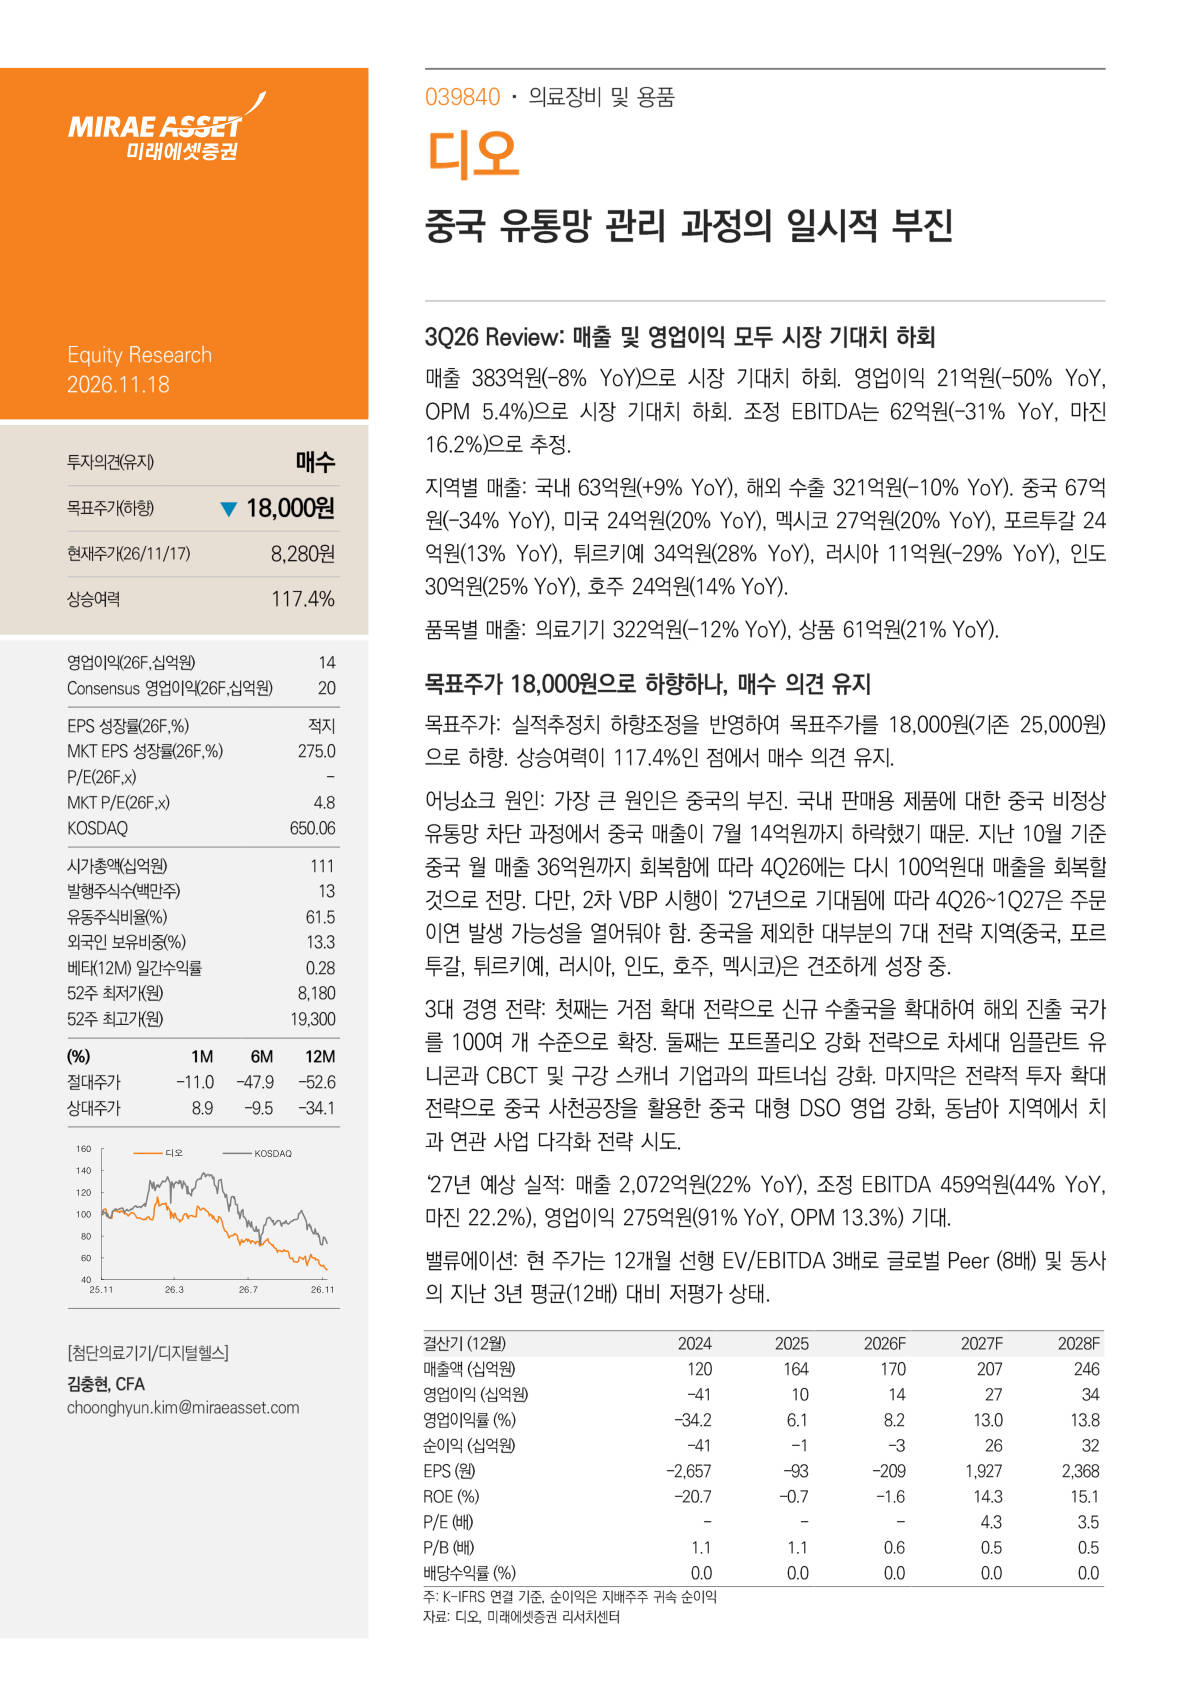 MIRAE ASSET
미래에셋증권
Equity Research
2026.11.18
투자의견(유지) 매수
목표주가(하향) ▼ 18,000원
현재주가(26/11/17) 8,280원
상승여력 117.4%
영업이익(26F,십억원) 14
Consensus 영업이익(26F,십억원) 20
EPS 성장률(26F,%) 적지
MKT EPS 성장률(26F,%) 275.0
P/E(26F,x) –
MKT P/E(26F,x) 4.8
KOSDAQ 650.06
시가총액(십억원) 111
발행주식수(백만주) 13
유동주식비율(%) 61.5
외국인 보유비중(%) 13.3
베타(12M) 일간수익률 0.28
52주 최저가(원) 8,180
52주 최고가(원) 19,300
(%) 1M 6M 12M
절대주가 –11.0 –47.9 –52.6
상대주가 8.9 –9.5 –34.1
디오 KOSDAQ
160
140
120
100
80
60
40
25.11 26.3 26.7 26.11
[첨단의료기기/디지털헬스]
김충현, CFA
choonghyun.kim@miraeasset.com
039840 · 의료장비 및 용품
디오
중국 유통망 관리 과정의 일시적 부진
3Q26 Review: 매출 및 영업이익 모두 시장 기대치 하회
매출 383억원(–8% YoY)으로 시장 기대치 하회. 영업이익 21억원(–50% YoY,
OPM 5.4%)으로 시장 기대치 하회. 조정 EBITDA는 62억원(–31% YoY, 마진
16.2%)으로 추정.
지역별 매출: 국내 63억원(+9% YoY), 해외 수출 321억원(–10% YoY). 중국 67억
원(–34% YoY), 미국 24억원(20% YoY), 멕시코 27억원(20% YoY), 포르투갈 24
억원(13% YoY), 튀르키예 34억원(28% YoY), 러시아 11억원(–29% YoY), 인도
30억원(25% YoY), 호주 24억원(14% YoY).
품목별 매출: 의료기기 322억원(–12% YoY), 상품 61억원(21% YoY).
목표주가 18,000원으로 하향하나, 매수 의견 유지
목표주가: 실적추정치 하향조정을 반영하여 목표주가를 18,000원(기존 25,000원)
으로 하향. 상승여력이 117.4%인 점에서 매수 의견 유지.
어닝쇼크 원인: 가장 큰 원인은 중국의 부진. 국내 판매용 제품에 대한 중국 비정상
유통망 차단 과정에서 중국 매출이 7월 14억원까지 하락했기 때문. 지난 10월 기준
중국 월 매출 36억원까지 회복함에 따라 4Q26에는 다시 100억원대 매출을 회복할
것으로 전망. 다만, 2차 VBP 시행이 ‘27년으로 기대됨에 따라 4Q26~1Q27은 주문
이연 발생 가능성을 열어둬야 함. 중국을 제외한 대부분의 7대 전략 지역(중국, 포르
투갈, 튀르키예, 러시아, 인도, 호주, 멕시코)은 견조하게 성장 중.
3대 경영 전략: 첫째는 거점 확대 전략으로 신규 수출국을 확대하여 해외 진출 국가
를 100여 개 수준으로 확장. 둘째는 포트폴리오 강화 전략으로 차세대 임플란트 유
니콘과 CBCT 및 구강 스캐너 기업과의 파트너십 강화. 마지막은 전략적 투자 확대
전략으로 중국 사천공장을 활용한 중국 대형 DSO 영업 강화, 동남아 지역에서 치
과 연관 사업 다각화 전략 시도.
‘27년 예상 실적: 매출 2,072억원(22% YoY), 조정 EBITDA 459억원(44% YoY,
마진 22.2%), 영업이익 275억원(91% YoY, OPM 13.3%) 기대.
밸류에이션: 현 주가는 12개월 선행 EV/EBITDA 3배로 글로벌 Peer (8배) 및 동사
의 지난 3년 평균(12배) 대비 저평가 상태.
결산기 (12월) 2024 2025 2026F 2027F 2028F
매출액 (십억원) 120 164 170 207 246
영업이익 (십억원) –41 10 14 27 34
영업이익률 (%) –34.2 6.1 8.2 13.0 13.8
순이익 (십억원) –41 –1 –3 26 32
EPS (원) –2,657 –93 –209 1,927 2,368
ROE (%) –20.7 –0.7 –1.6 14.3 15.1
P/E (배) – – – 4.3 3.5
P/B (배) 1.1 1.1 0.6 0.5 0.5
배당수익률 (%) 0.0 0.0 0.0 0.0 0.0
주: K-IFRS 연결 기준, 순이익은 지배주주 귀속 순이익
자료: 디오, 미래에셋증권 리서치센터